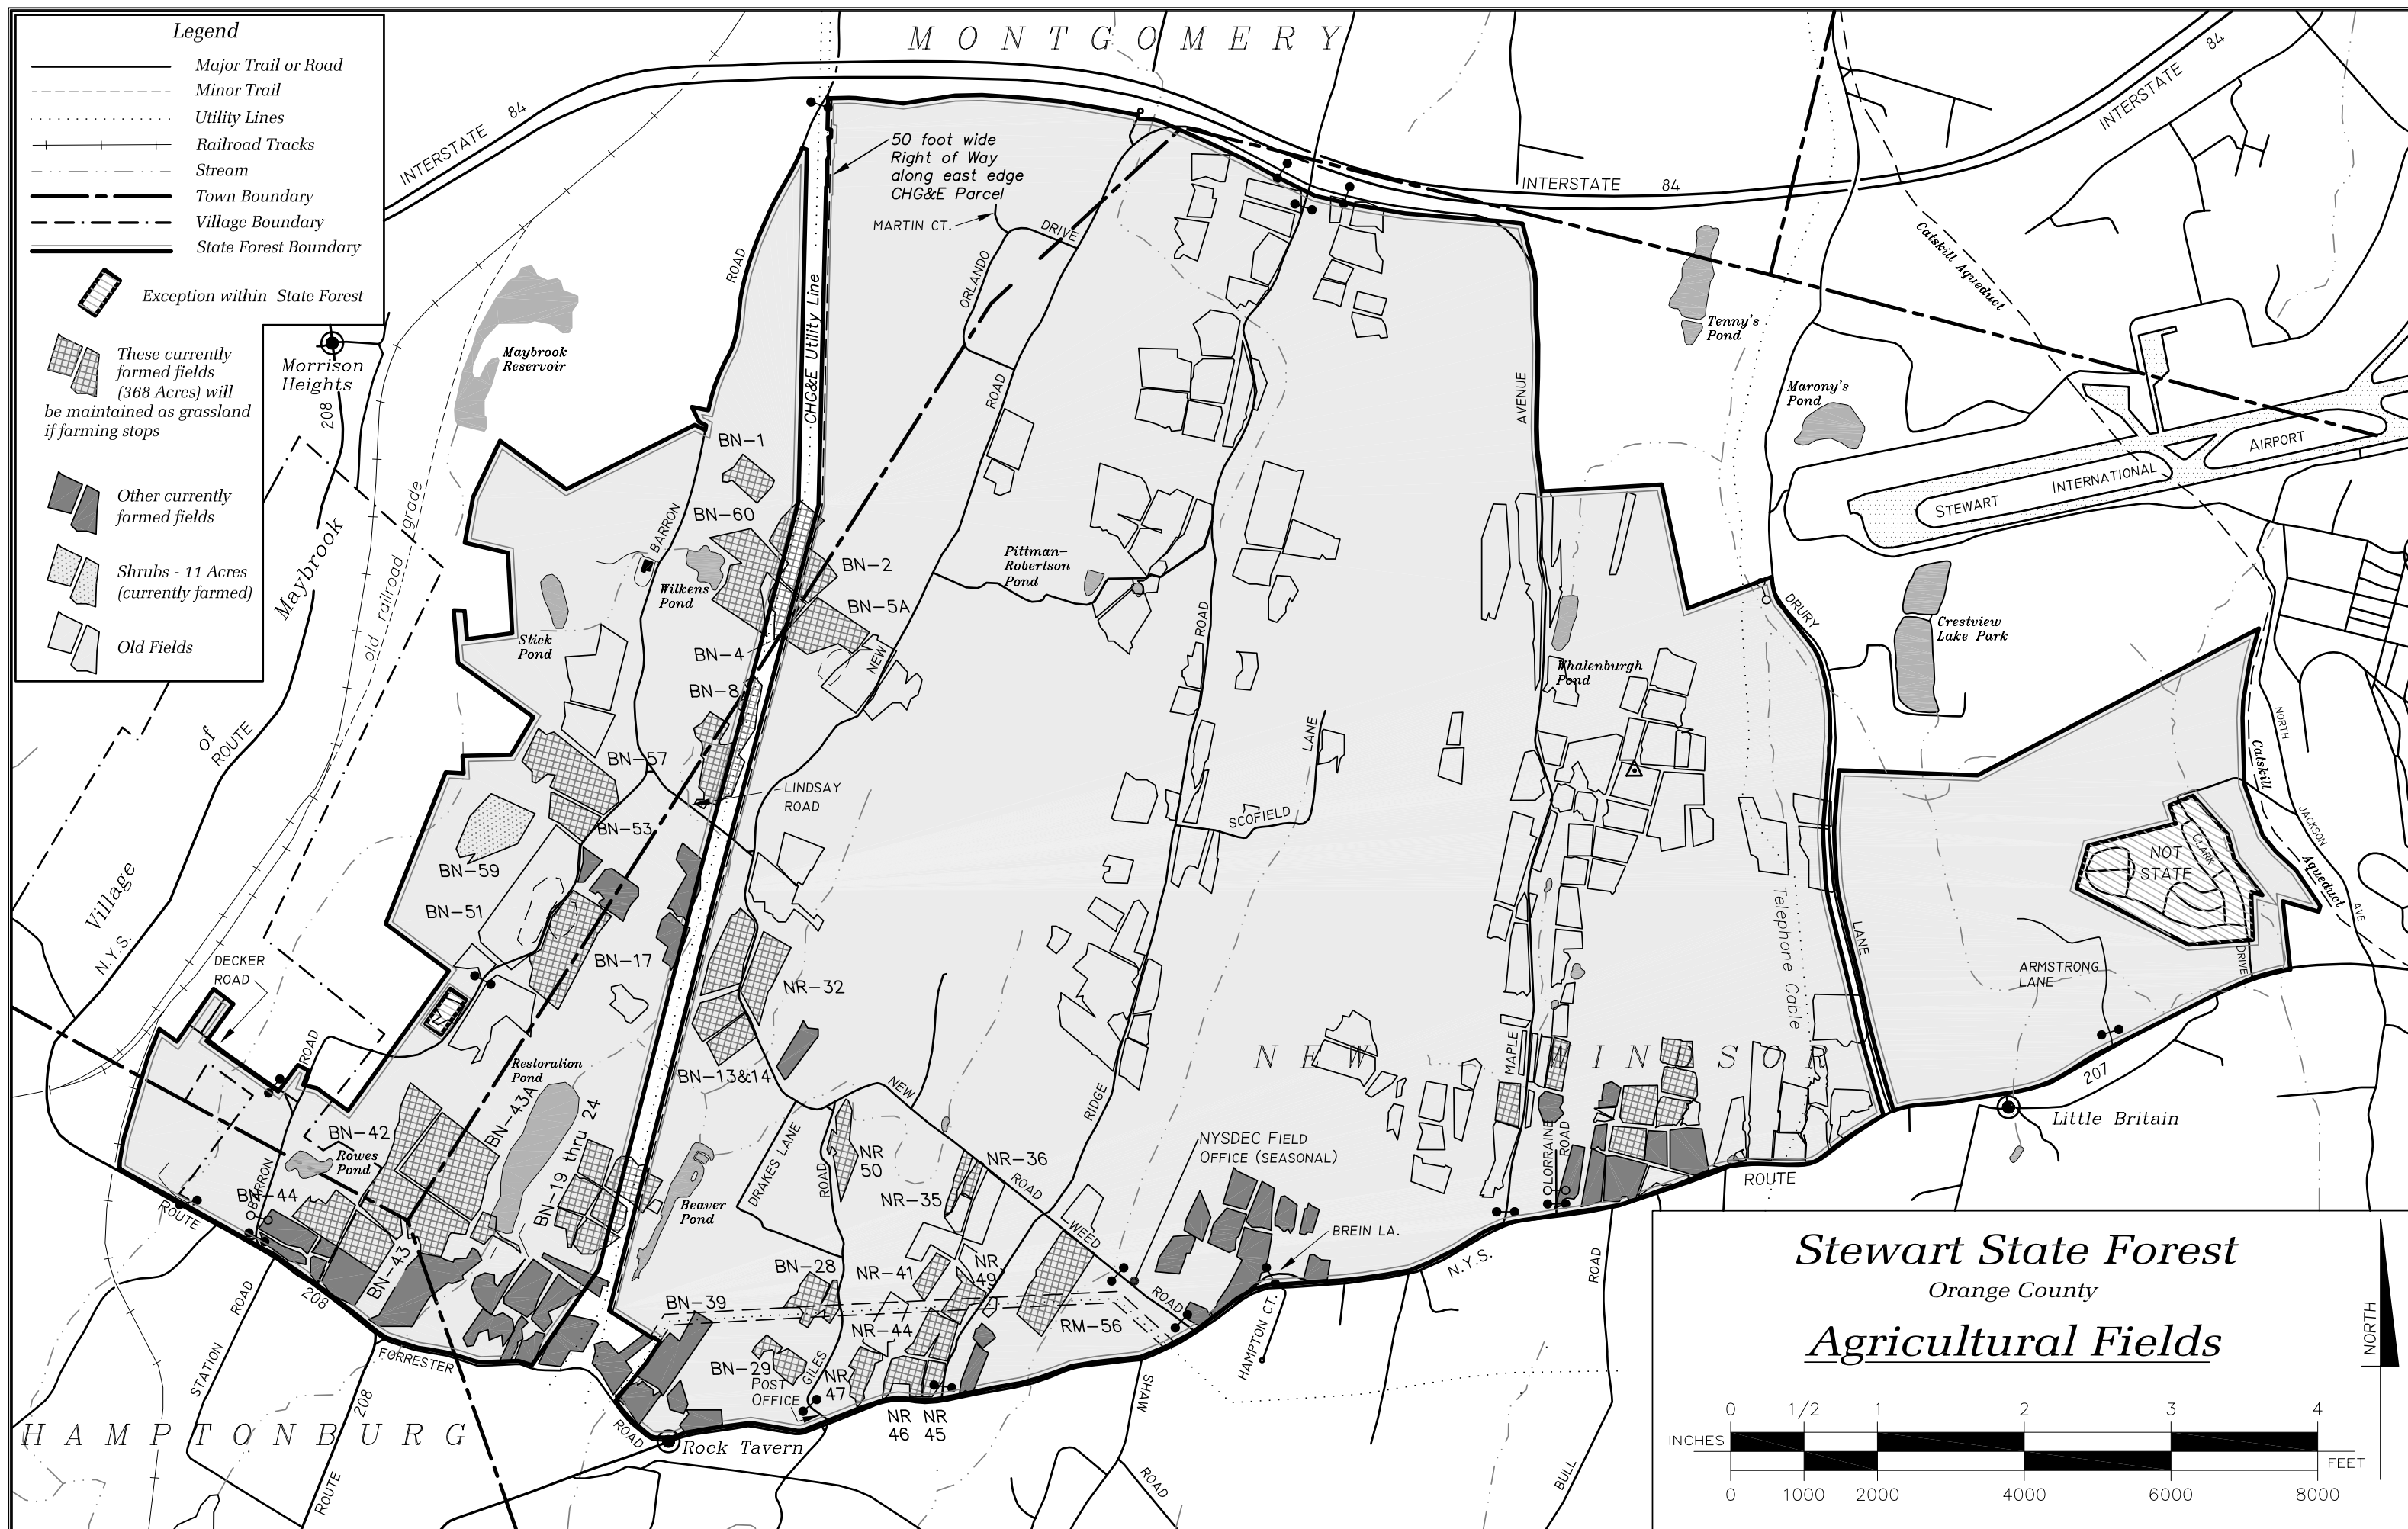 Legend
Major Trail or Road
Minor Trail
Utility Lines
Railroad Tracks
Stream
Town Boundary
Village Boundary
State Forest Boundary
Exception within State Forest
These currently
farmed fields
(368 Acres) will
be maintained as grassland
if farming stops
Other currently
farmed fields
Shrubs - 11 Acres
(currently farmed)
Old Fields
MONTGOMERY
INTERSTATE 84
INTERSTATE 84
INTERSTATE 84
50 foot wide
Right of Way
along east edge
CHG&E Parcel
MARTIN CT.
ORLANDO
DRIVE
ROAD
ROAD
CHG&E Utility Line
Morrison
Heights
208
Maybrook
Reservoir
AVENUE
Tenny's
Pond
Catskill Aqueduct
Marony's
Pond
STEWART
INTERNATIONAL
AIRPORT
old railroad grade
Village
of
Maybrook
N.Y.S.
ROUTE
BN-1
BN-60
BARRON
BN-2
BN-5A
Wilkens
Pond
Stick
Pond
BN-4
BN-8
NEW
Pittman-
Robertson
Pond
ROAD
Whalenburgh
Pond
DRURY
Crestview
Lake Park
BN-57
LINDSAY
ROAD
LANE
SCOFIELD
BN-53
BN-59
BN-51
NORTH
Catskill
JACKSON
Aqueduct
AVE
NOT
STATE
CLARK
DRIVE
LANE
Telephone Cable
ARMSTRONG
LANE
DECKER
ROAD
BN-17
NR-32
ROAD
Restoration
Pond
BN-13&14
NEW
RIDGE
NEW WINDSOR
MAPLE
207
Little Britain
BN-43A
BN-19 thru 24
BN-42
Rowes
Pond
BN-44
BARRON
ROUTE
DRAKES LANE
ROAD
NR
50
NR-36
NR-35
ROAD
NYSDEC FIELD
OFFICE (SEASONAL)
LORRAINE
ROAD
ROUTE
Beaver
Pond
WEED
BREIN LA.
N.Y.S.
ROAD
BN-43
208
BN-28
NR-41
NR
49
BN-39
NR-44
RM-56
ROAD
HAMPTON CT.
STATION
ROAD
FORRESTER
208
BN-29
POST
OFFICE
GILES
NR
47
SHAW
HAMPTONBURG
ROUTE
ROAD
Rock Tavern
NR
46
NR
45
ROAD
BULL
Stewart State Forest
Orange County
Agricultural Fields
NORTH
0 1/2 1 2 3 4
INCHES
FEET
0 1000 2000 4000 6000 8000